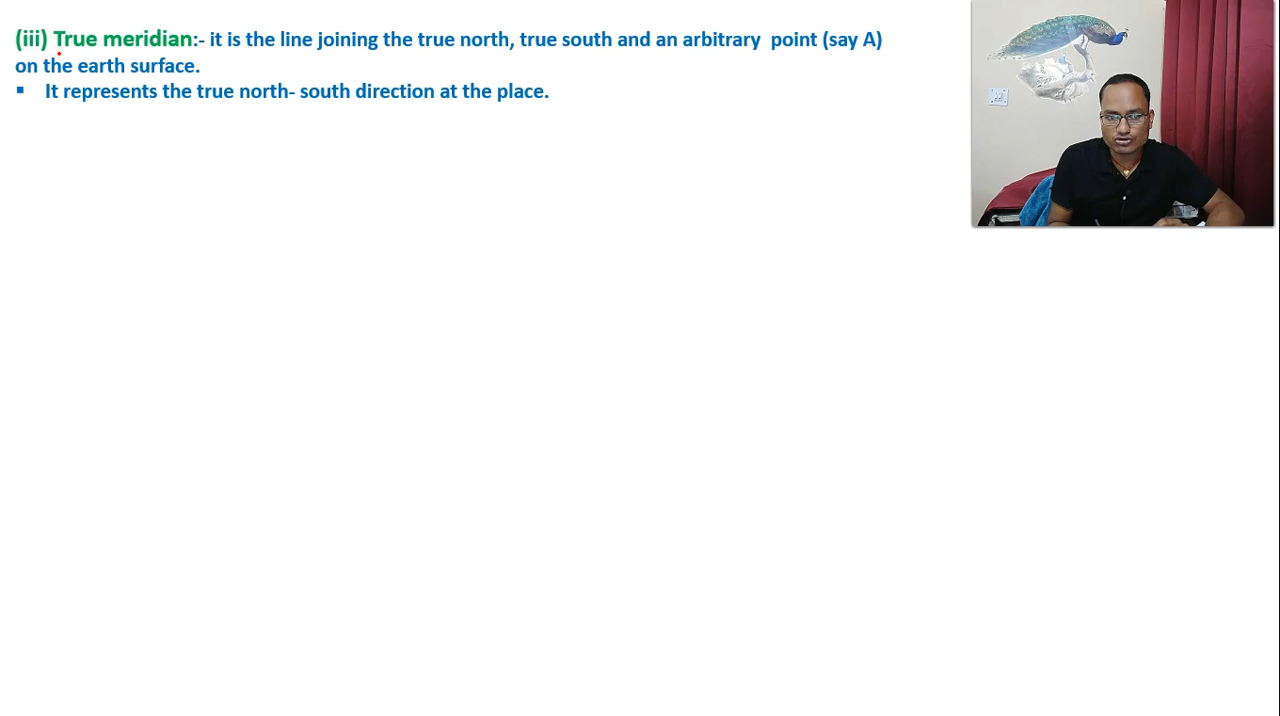 (iii) True meridian:- it is the line joining the true north, true south and an arbitrary  point (say A)
on the earth surface.
▪ It represents the true north- south direction at the place.